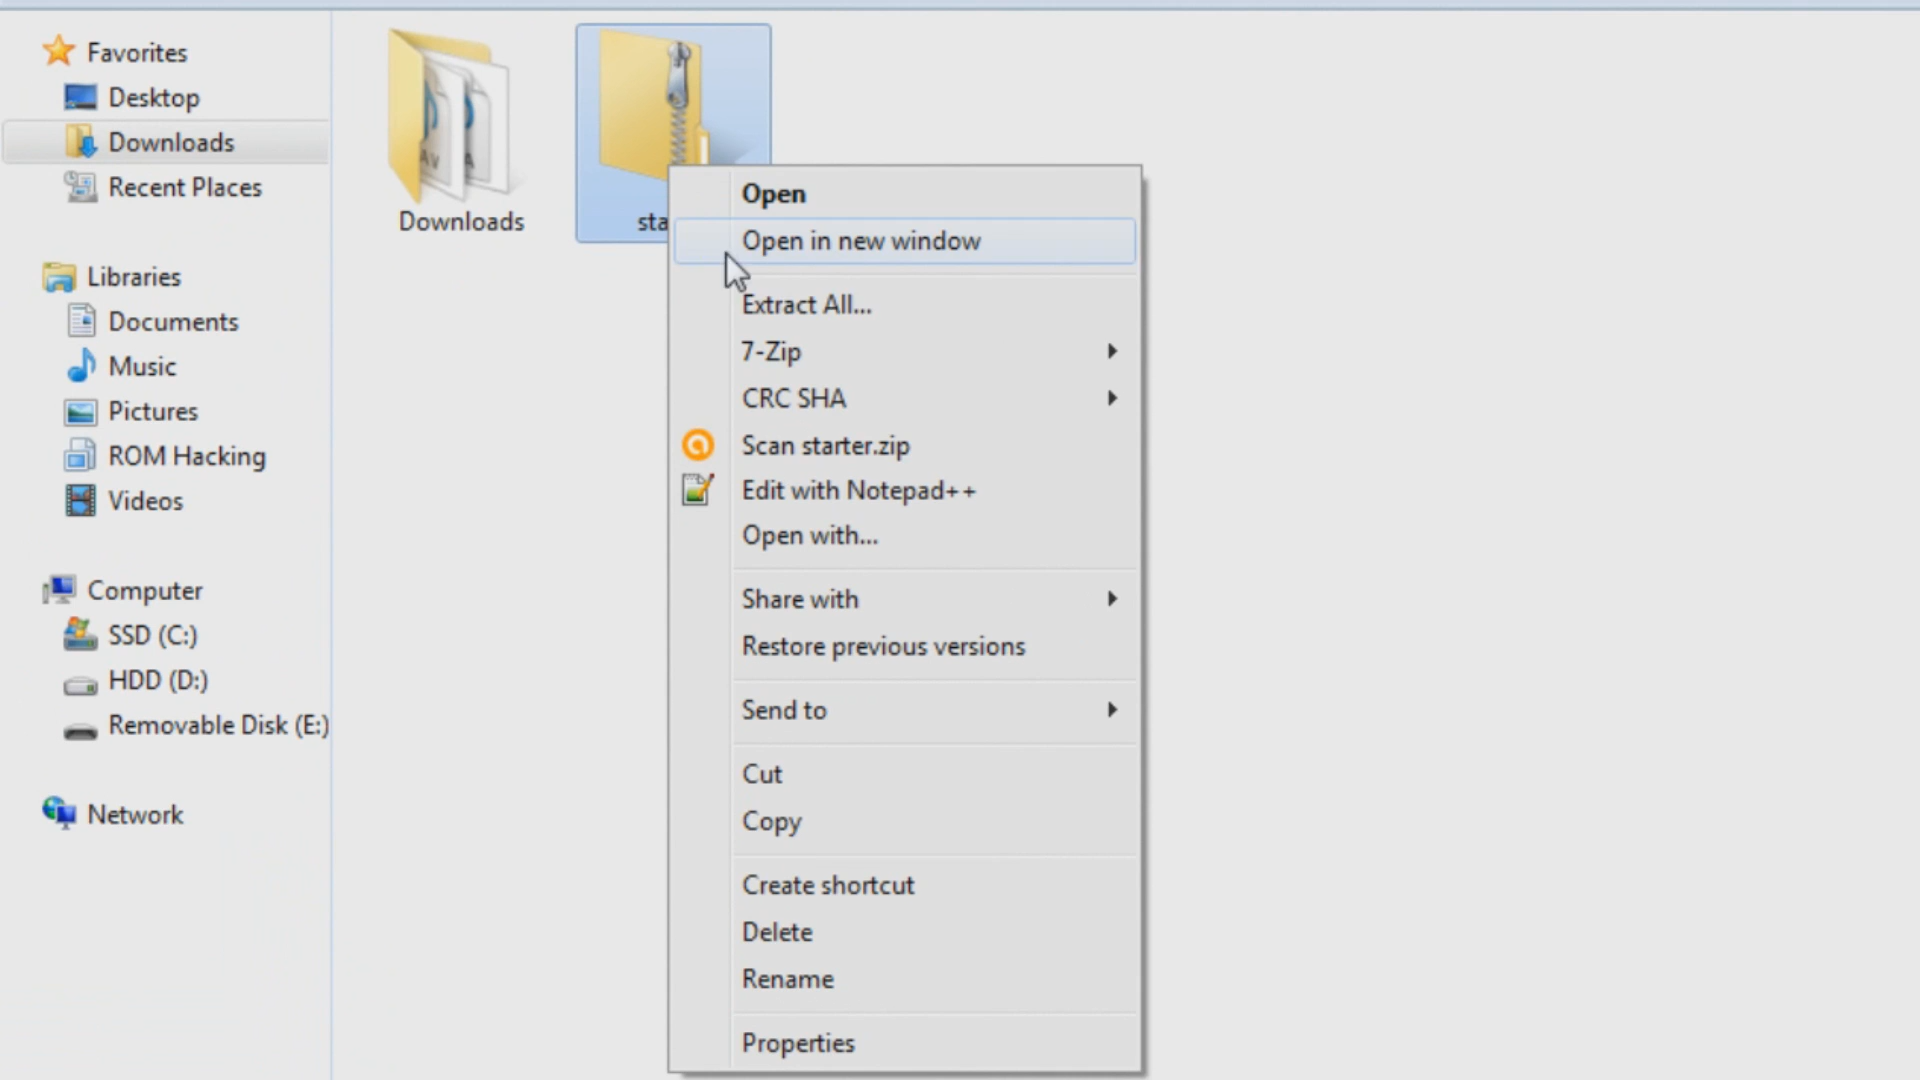 Favorites
Desktop
Downloads
Recent Places
Libraries
Documents
Music
Pictures
ROM Hacking
Videos
Computer
SSD (C:)
HDD (D:)
Removable Disk (E:)
Network
Downloads
sta
Open
Open in new window
Extract All...
7-Zip
CRC SHA
Scan starter.zip
Edit with Notepad++
Open with...
Share with
Restore previous versions
Send to
Cut
Copy
Create shortcut
Delete
Rename
Properties